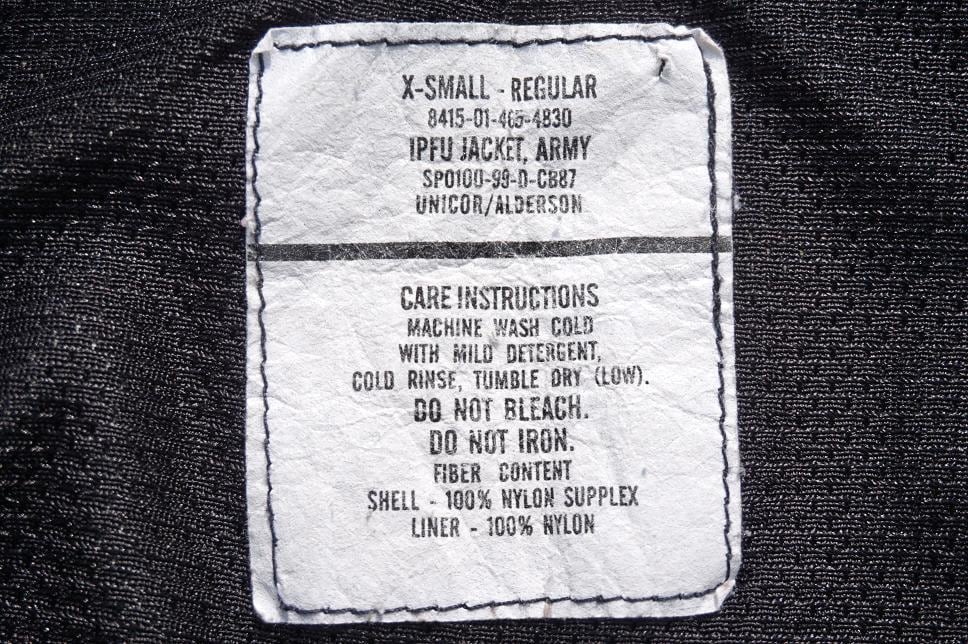 X-SMALL - REGULAR
8415-01-465-4830
IPFU JACKET, ARMY
SPO100-99-D-CB87
UNICOR/ALDERSON
CARE INSTRUCTIONS
MACHINE WASH COLD
WITH MILD DETERGENT,
COLD RINSE, TUMBLE DRY (LOW).
DO NOT BLEACH.
DO NOT IRON.
FIBER CONTENT
SHELL - 100% NYLON SUPPLEX
LINER - 100% NYLON